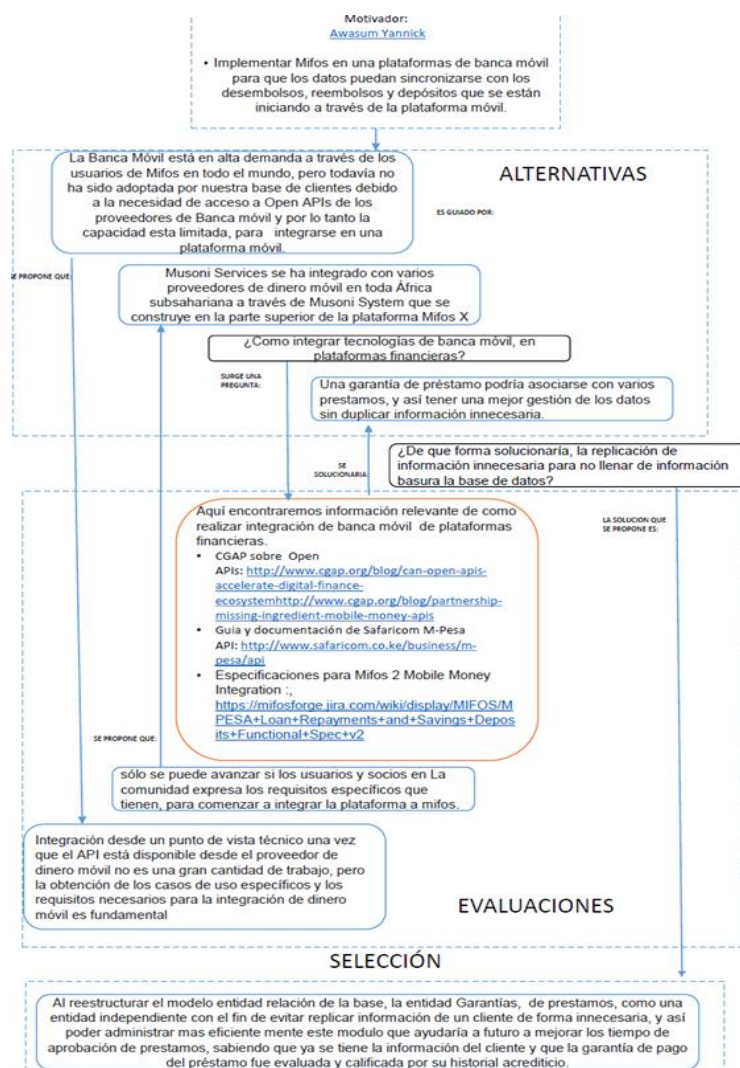 Motivador:
Awasum Yannick
• Implementar Mifos en una plataformas de banca móvil
para que los datos puedan sincronizarse con los
desembolsos, reembolsos y depósitos que se están
iniciando a través de la plataforma móvil.
ALTERNATIVAS
La Banca Móvil está en alta demanda a través de los
usuarios de Mifos en todo el mundo, pero todavía no
ha sido adoptada por nuestra base de clientes debido
a la necesidad de acceso a Open APIs de los
proveedores de Banca móvil y por lo tanto la
capacidad esta limitada, para integrarse en una
plataforma móvil.
ES GUIADO POR:
SE PROPONE QUE:
Musoni Services se ha integrado con varios
proveedores de dinero móvil en toda África
subsahariana a través de Musoni System que se
construye en la parte superior de la plataforma Mifos X
¿Como integrar tecnologías de banca móvil, en
plataformas financieras?
SURGE UNA
PREGUNTA:
Una garantía de préstamo podría asociarse con varios
prestamos, y así tener una mejor gestión de los datos
sin duplicar información innecesaria.
SE
SOLUCIONARIA:
¿De que forma solucionaría, la replicación de
información innecesaria para no llenar de información
basura la base de datos?
LA SOLUCION QUE
SE PROPONE ES:
Aquí encontraremos información relevante de como
realizar integración de banca móvil de plataformas
financieras.
• CGAP sobre Open
APIs: http://www.cgap.org/blog/can-open-apis-
accelerate-digital-finance-
ecosystemhttp://www.cgap.org/blog/partnership-
missing-ingredient-mobile-money-apis
• Guia y documentación de Safaricom M-Pesa
API: http://www.safaricom.co.ke/business/m-
pesa/api
• Especificaciones para Mifos 2 Mobile Money
Integration :,
https://mifosforge.jira.com/wiki/display/MIFOS/M
PESA+Loan+Repayments+and+Savings+Depos
its+Functional+Spec+v2
SE PROPONE QUE:
sólo se puede avanzar si los usuarios y socios en La
comunidad expresa los requisitos específicos que
tienen, para comenzar a integrar la plataforma a mifos.
Integración desde un punto de vista técnico una vez
que el API está disponible desde el proveedor de
dinero móvil no es una gran cantidad de trabajo, pero
la obtención de los casos de uso específicos y los
requisitos necesarios para la integración de dinero
móvil es fundamental
EVALUACIONES
SELECCIÓN
Al reestructurar el modelo entidad relación de la base, la entidad Garantías, de prestamos, como una
entidad independiente con el fin de evitar replicar información de un cliente de forma innecesaria, y así
poder administrar mas eficiente mente este modulo que ayudaría a futuro a mejorar los tiempo de
aprobación de prestamos, sabiendo que ya se tiene la información del cliente y que la garantía de pago
del préstamo fue evaluada y calificada por su historial acrediticio.